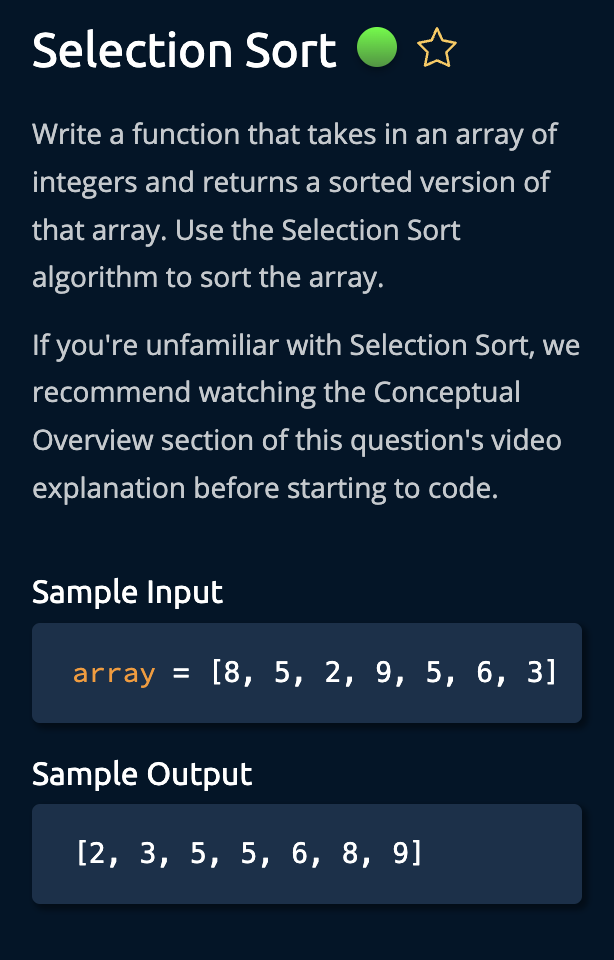 Selection Sort
Write a function that takes in an array of
integers and returns a sorted version of
that array. Use the Selection Sort
algorithm to sort the array.
If you're unfamiliar with Selection Sort, we
recommend watching the Conceptual
Overview section of this question's video
explanation before starting to code.
Sample Input
array = [8, 5, 2, 9, 5, 6, 3]
Sample Output
[2, 3, 5, 5, 6, 8, 9]